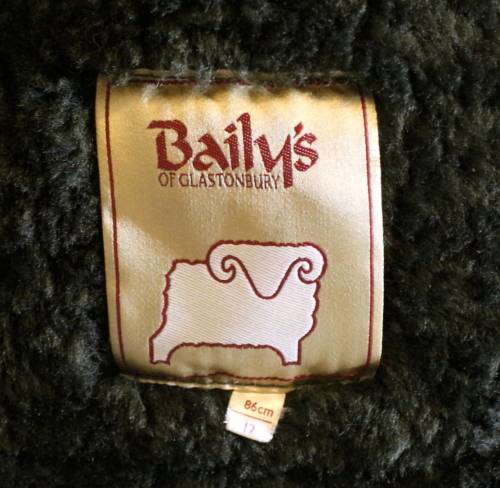 Baily's
OF GLASTONBURY
86cm
12